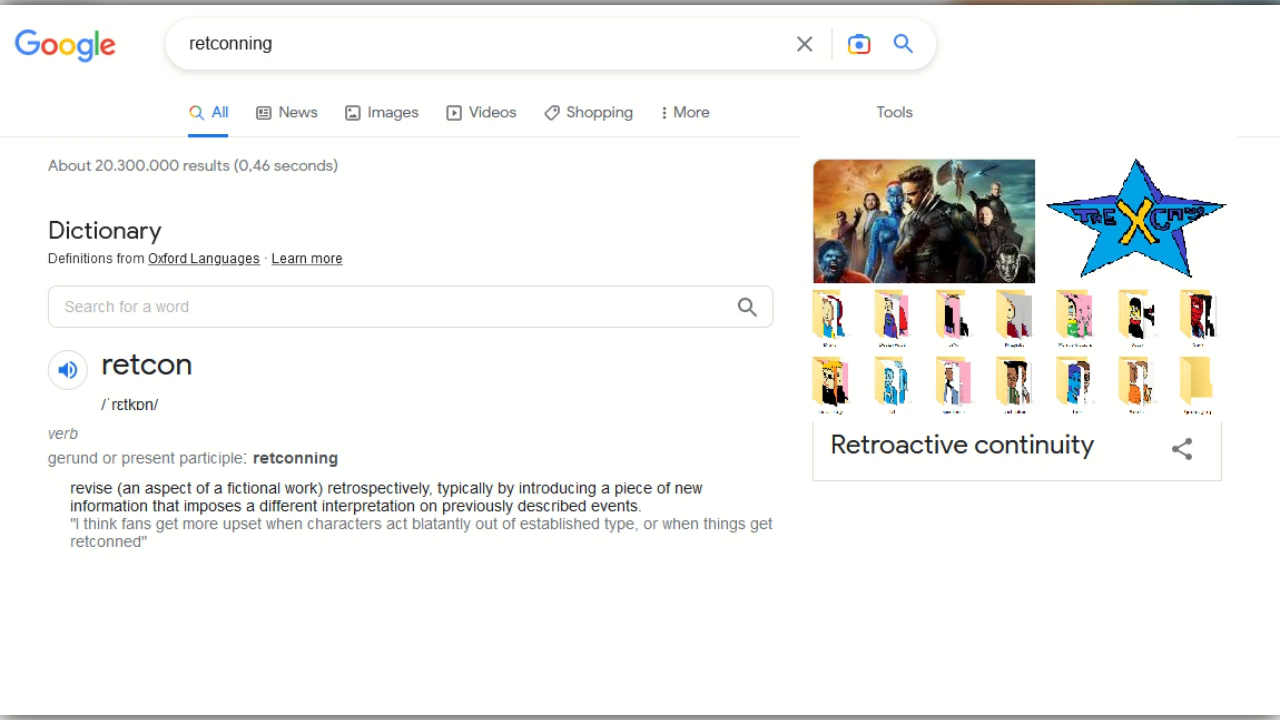 Google
retconning
All
News
Images
Videos
Shopping
More
Tools
About 20.300.000 results (0,46 seconds)
Dictionary
Definitions from Oxford Languages · Learn more
Search for a word
retcon
/ˈrɛtkɒn/
verb
gerund or present participle: retconning
revise (an aspect of a fictional work) retrospectively, typically by introducing a piece of new
information that imposes a different interpretation on previously described events.
"I think fans get more upset when characters act blatantly out of established type, or when things get
retconned"
Retroactive continuity